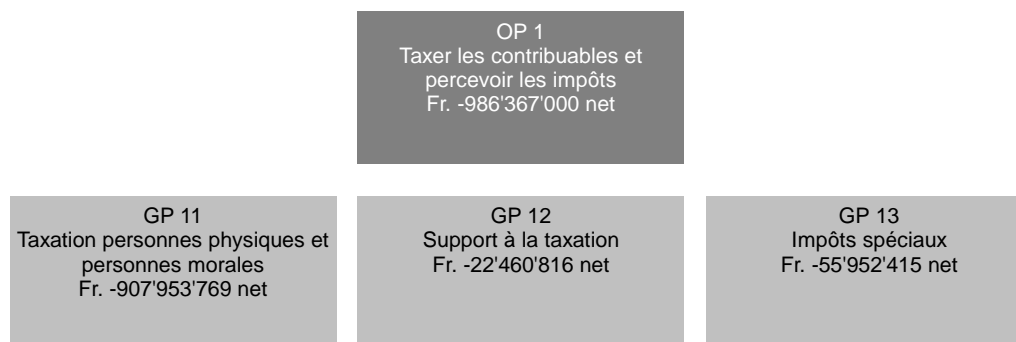 OP 1
Taxer les contribuables et
percevoir les impôts
Fr. -986'367'000 net
GP 11
Taxation personnes physiques et
personnes morales
Fr. -907'953'769 net
GP 12
Support à la taxation
Fr. -22'460'816 net
GP 13
Impôts spéciaux
Fr. -55'952'415 net